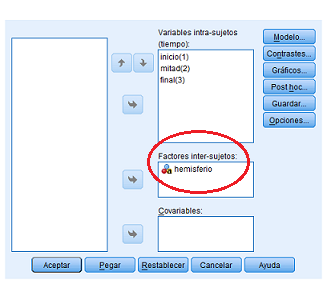 Variables intra-sujetos
(tiempo):
inicio(1)
mitad(2)
final(3)
Factores inter-sujetos:
hemisferio
Covariables:
Modelo...
Contrastes...
Gráficos...
Post hoc...
Guardar...
Opciones...
Aceptar
Pegar
Restablecer
Cancelar
Ayuda